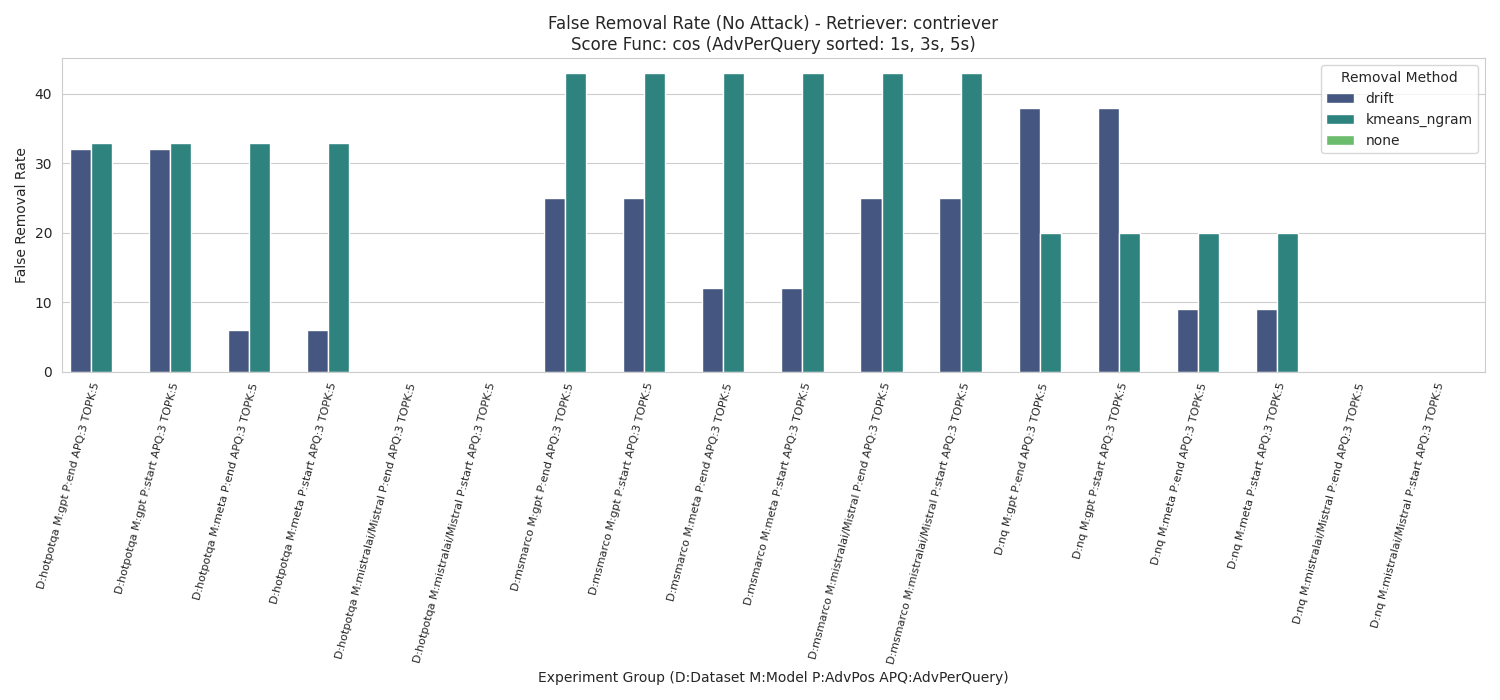 False Removal Rate (No Attack) - Retriever: contriever
Score Func: cos (AdvPerQuery sorted: 1s, 3s, 5s)
Removal Method
drift
kmeans_ngram
none
False Removal Rate
40
30
20
10
0
D:hotpotqa M:gpt P:end APQ:3 TOPK:5
D:hotpotqa M:gpt P:start APQ:3 TOPK:5
D:hotpotqa M:meta P:end APQ:3 TOPK:5
D:hotpotqa M:meta P:start APQ:3 TOPK:5
D:hotpotqa M:mistralai/Mistral P:end APQ:3 TOPK:5
D:hotpotqa M:mistralai/Mistral P:start APQ:3 TOPK:5
D:msmarco M:gpt P:end APQ:3 TOPK:5
D:msmarco M:gpt P:start APQ:3 TOPK:5
D:msmarco M:meta P:end APQ:3 TOPK:5
D:msmarco M:meta P:start APQ:3 TOPK:5
D:msmarco M:mistralai/Mistral P:end APQ:3 TOPK:5
D:msmarco M:mistralai/Mistral P:start APQ:3 TOPK:5
D:nq M:gpt P:end APQ:3 TOPK:5
D:nq M:gpt P:start APQ:3 TOPK:5
D:nq M:meta P:end APQ:3 TOPK:5
D:nq M:meta P:start APQ:3 TOPK:5
D:nq M:mistralai/Mistral P:end APQ:3 TOPK:5
D:nq M:mistralai/Mistral P:start APQ:3 TOPK:5
Experiment Group (D:Dataset M:Model P:AdvPos APQ:AdvPerQuery)